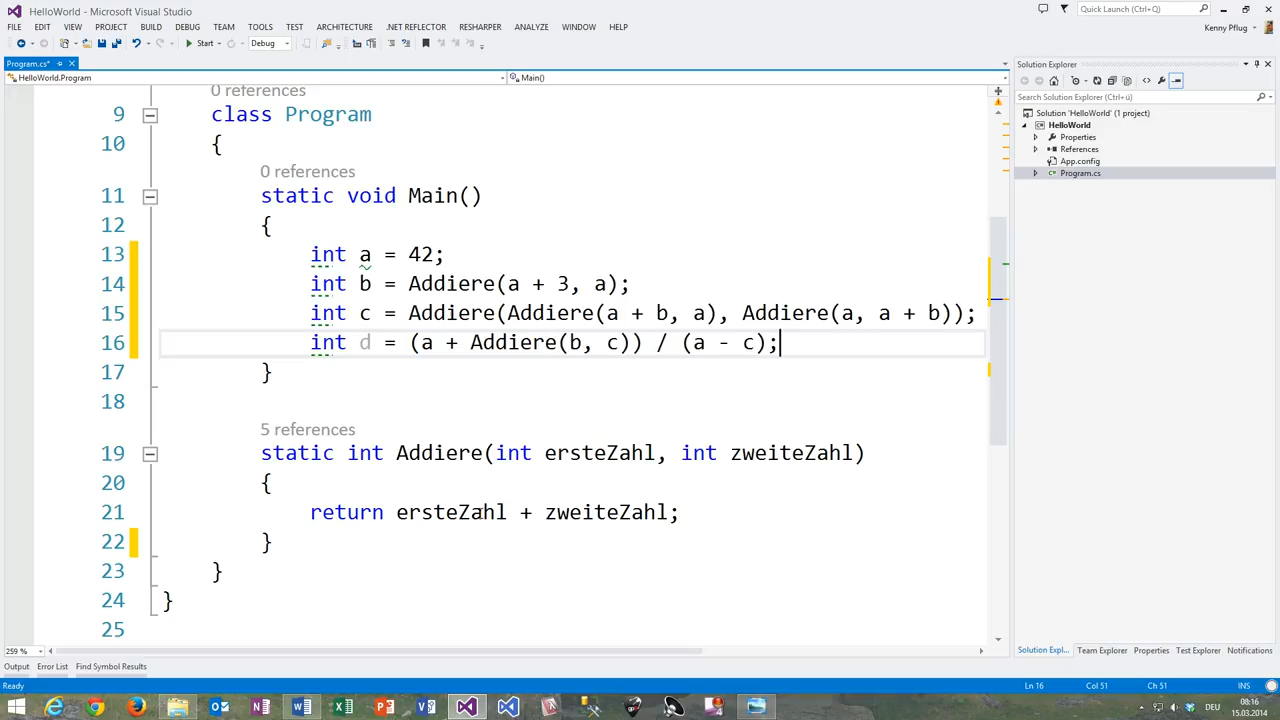 HelloWorld - Microsoft Visual Studio
Quick Launch (Ctrl+Q)
FILE EDIT VIEW PROJECT BUILD DEBUG TEAM TOOLS TEST ARCHITECTURE .NET REFLECTOR RESHARPER ANALYZE WINDOW HELP
Kenny Pflug
Start Debug
Program.cs*
HelloWorld.Program
Main()
0 references
9 class Program
10 {
0 references
11 static void Main()
12 {
13 int a = 42;
14 int b = Addiere(a + 3, a);
15 int c = Addiere(Addiere(a + b, a), Addiere(a, a + b));
16 int d = (a + Addiere(b, c)) / (a - c);
17 }
18
5 references
19 static int Addiere(int ersteZahl, int zweiteZahl)
20 {
21 return ersteZahl + zweiteZahl;
22 }
23 }
24 }
25
259 %
Solution Explorer
Search Solution Explorer (Ctrl+ü)
Solution 'HelloWorld' (1 project)
HelloWorld
Properties
References
App.config
Program.cs
Solution Expl... Team Explorer Properties Test Explorer Notifications
Output Error List Find Symbol Results
Ready
Ln 16 Col 51 Ch 51 INS
DEU
08:16
15.03.2014